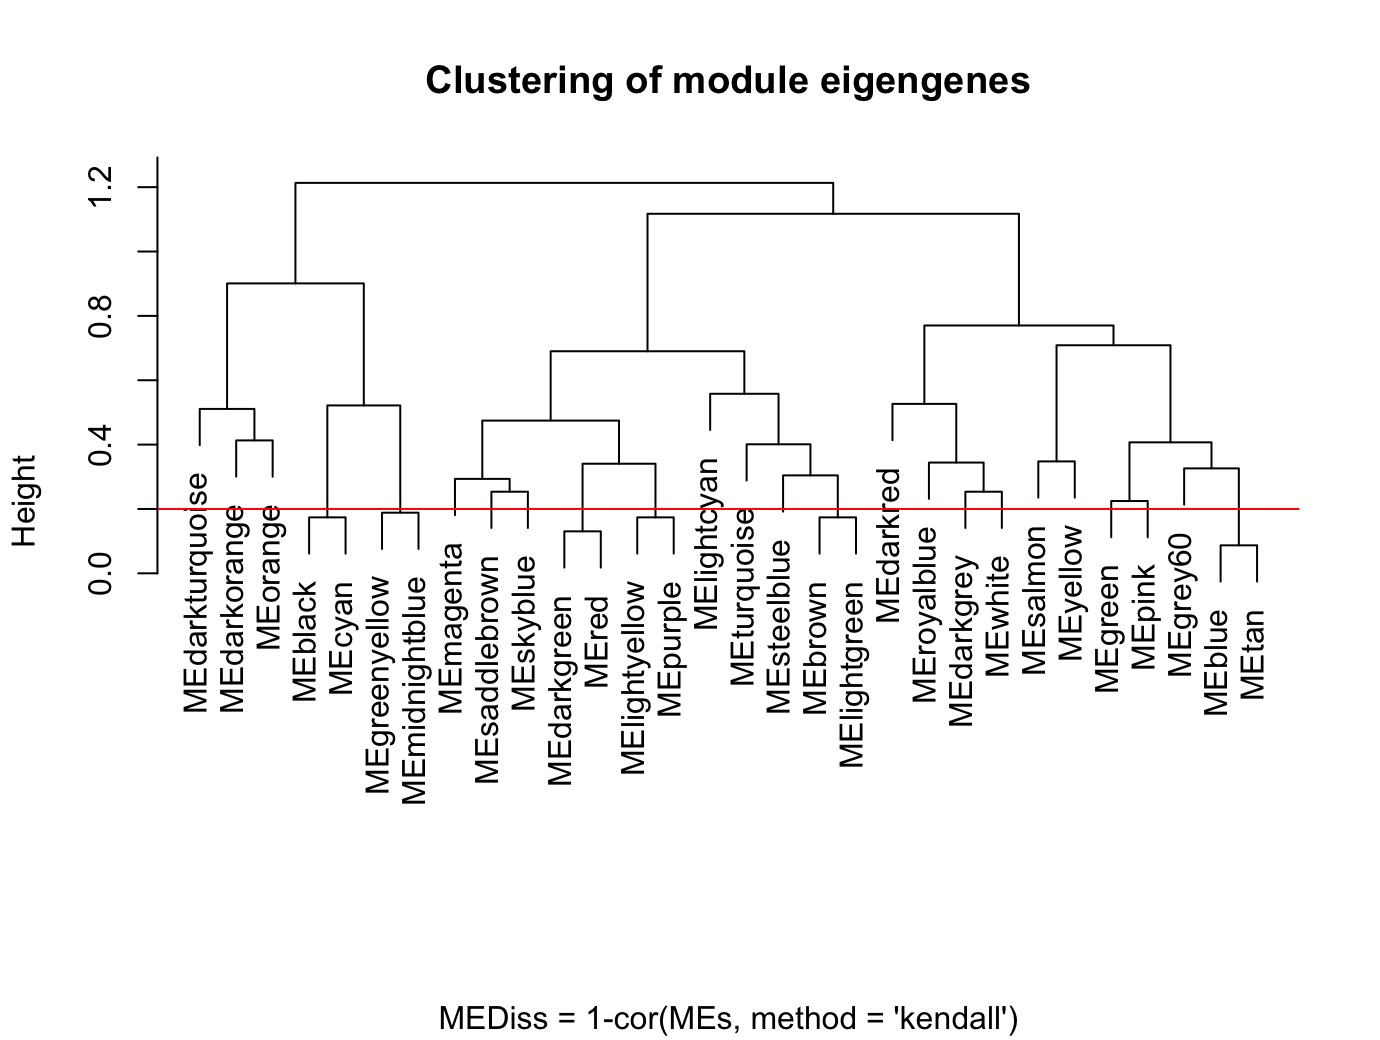 Clustering of module eigengenes
Height
1.2
0.8
0.4
0.0
MEdarkturquoise
MEdarkorange
MEorange
MEblack
MEcyan
MEgreenyellow
MEmidnightblue
MEmagenta
MEsaddlebrown
MEskyblue
MEdarkgreen
MEred
MElightyellow
MEpurple
MElightcyan
MEturquoise
MEsteelblue
MEbrown
MElightgreen
MEdarkred
MEroyalblue
MEdarkgrey
MEwhite
MEsalmon
MEyellow
MEgreen
MEpink
MEgrey60
MEblue
MEtan
MEDiss = 1-cor(MEs, method = 'kendall')